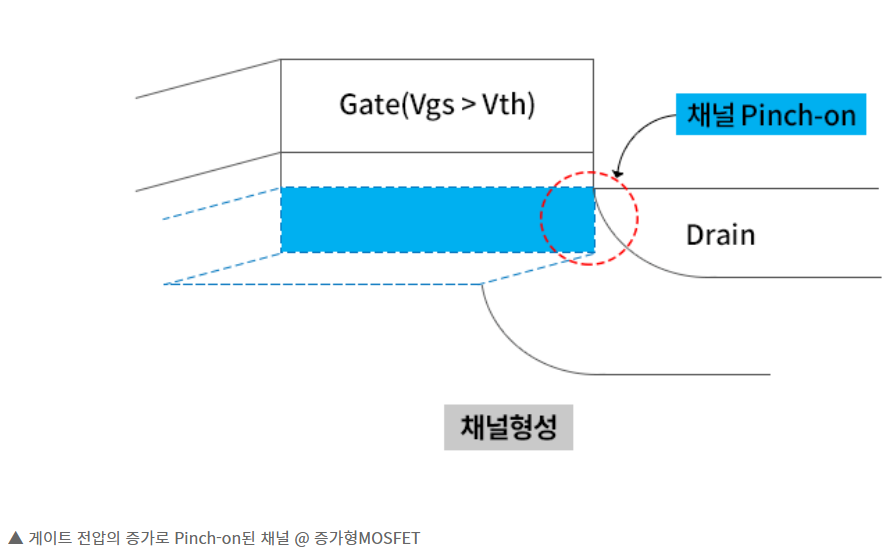 Gate(Vgs > Vth)
채널 Pinch-on
Drain
채널형성
▲ 게이트 전압의 증가로 Pinch-on된 채널 @ 증가형MOSFET